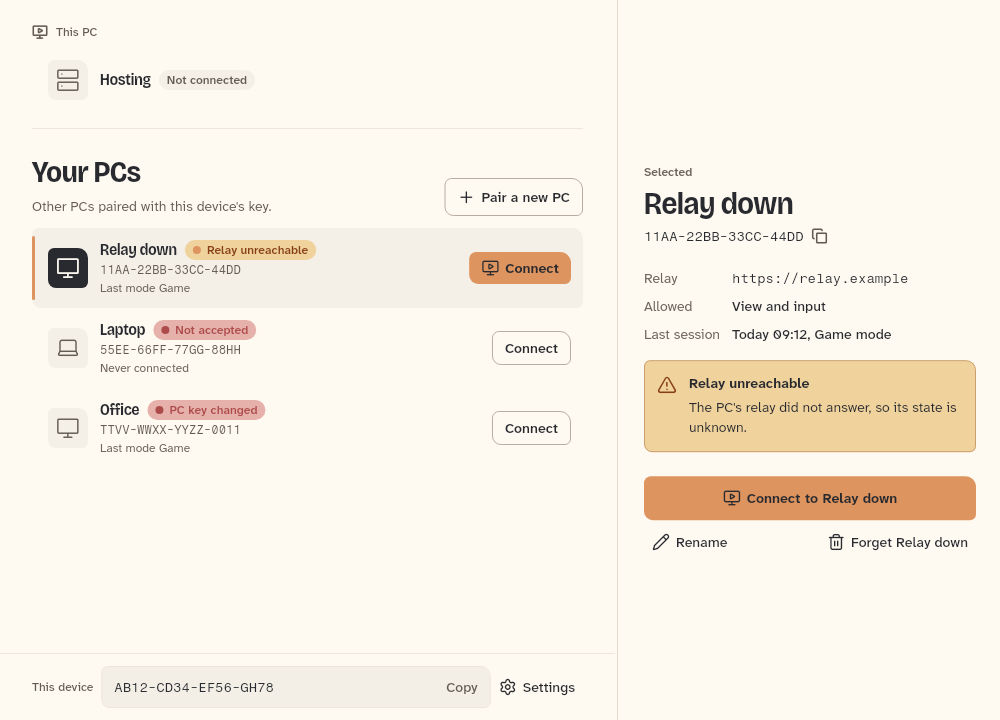 This PC
Hosting Not connected
Your PCs
Other PCs paired with this device's key.
Pair a new PC
Relay down Relay unreachable
11AA-22BB-33CC-44DD
Last mode Game
Connect
Laptop Not accepted
55EE-66FF-77GG-88HH
Never connected
Connect
Office PC key changed
TTVV-WWXX-YYZZ-0011
Last mode Game
Connect
This device AB12-CD34-EF56-GH78 Copy Settings
Selected
Relay down
11AA-22BB-33CC-44DD
Relay https://relay.example
Allowed View and input
Last session Today 09:12, Game mode
Relay unreachable
The PC's relay did not answer, so its state is
unknown.
Connect to Relay down
Rename Forget Relay down